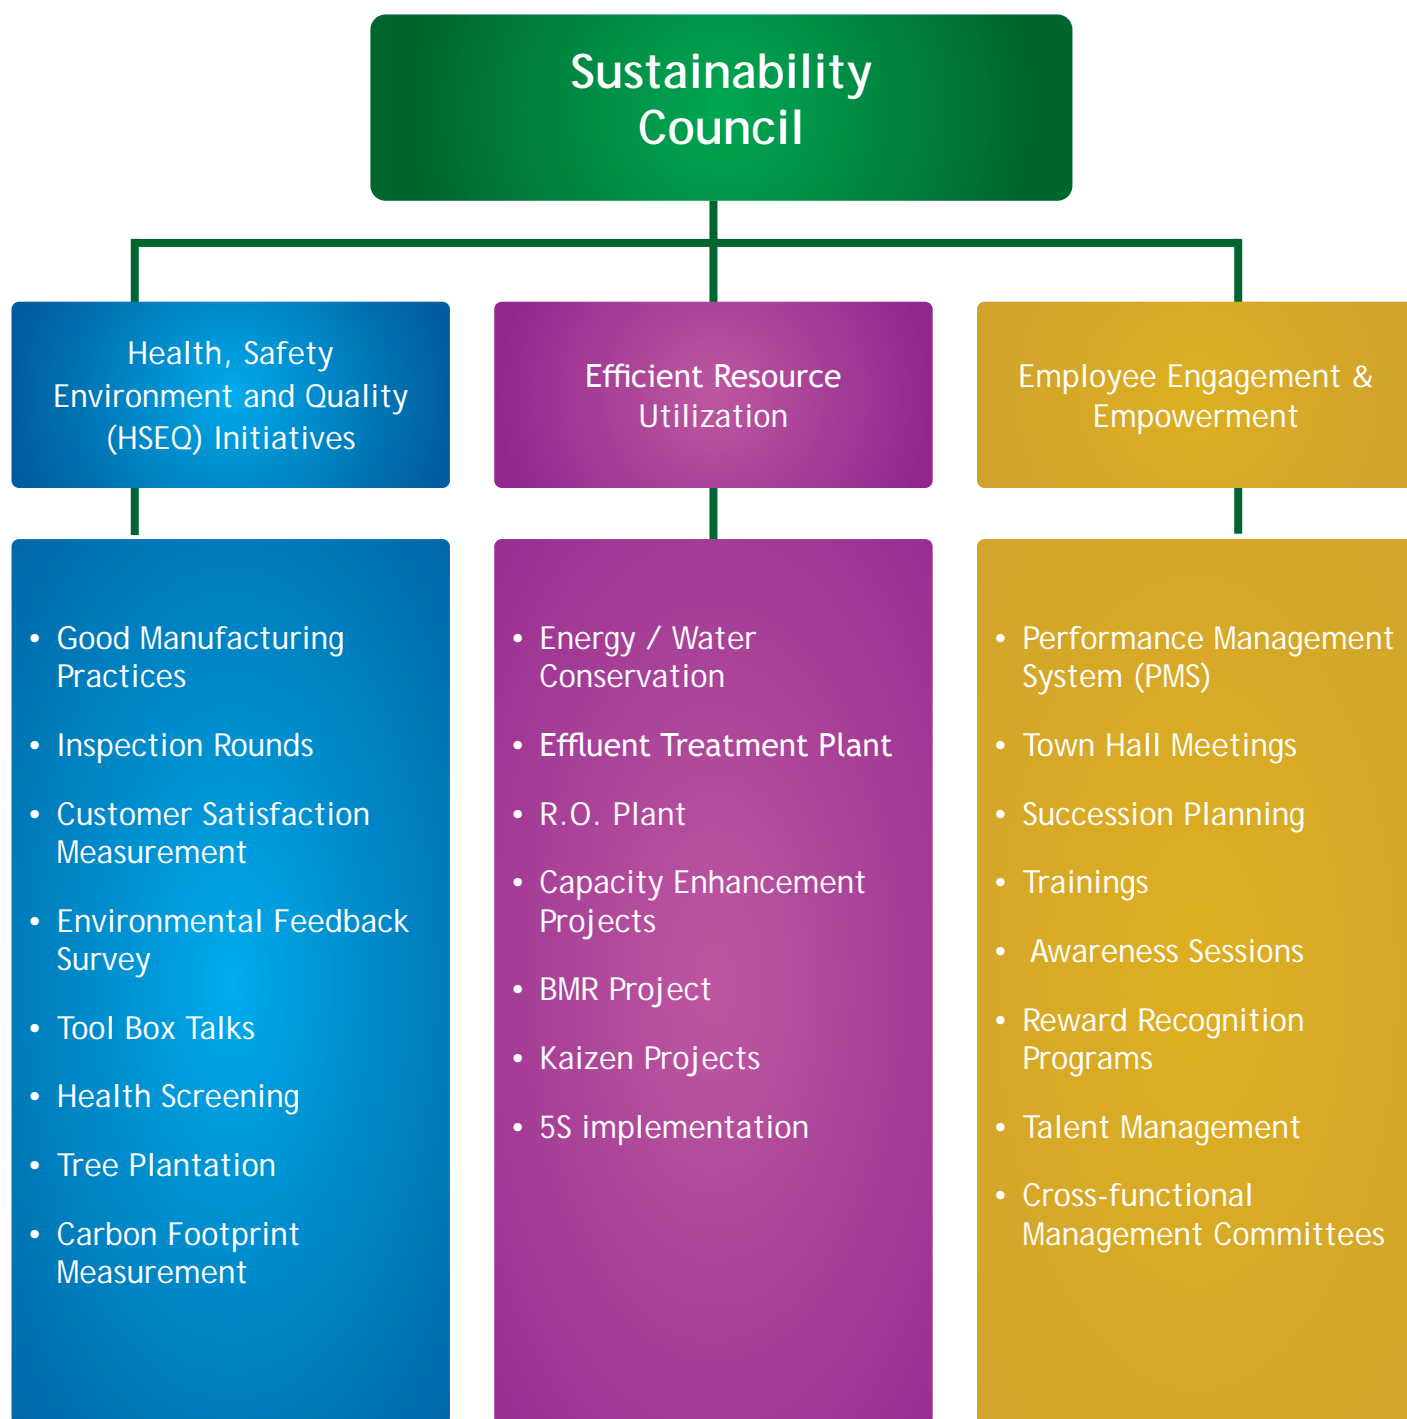 Sustainability
Council
Health, Safety
Environment and Quality
(HSEQ) Initiatives
Efficient Resource
Utilization
Employee Engagement &
Empowerment
• Good Manufacturing
Practices
• Inspection Rounds
• Customer Satisfaction
Measurement
• Environmental Feedback
Survey
• Tool Box Talks
• Health Screening
• Tree Plantation
• Carbon Footprint
Measurement
• Energy / Water
Conservation
• Effluent Treatment Plant
• R.O. Plant
• Capacity Enhancement
Projects
• BMR Project
• Kaizen Projects
• 5S implementation
• Performance Management
System (PMS)
• Town Hall Meetings
• Succession Planning
• Trainings
• Awareness Sessions
• Reward Recognition
Programs
• Talent Management
• Cross-functional
Management Committees